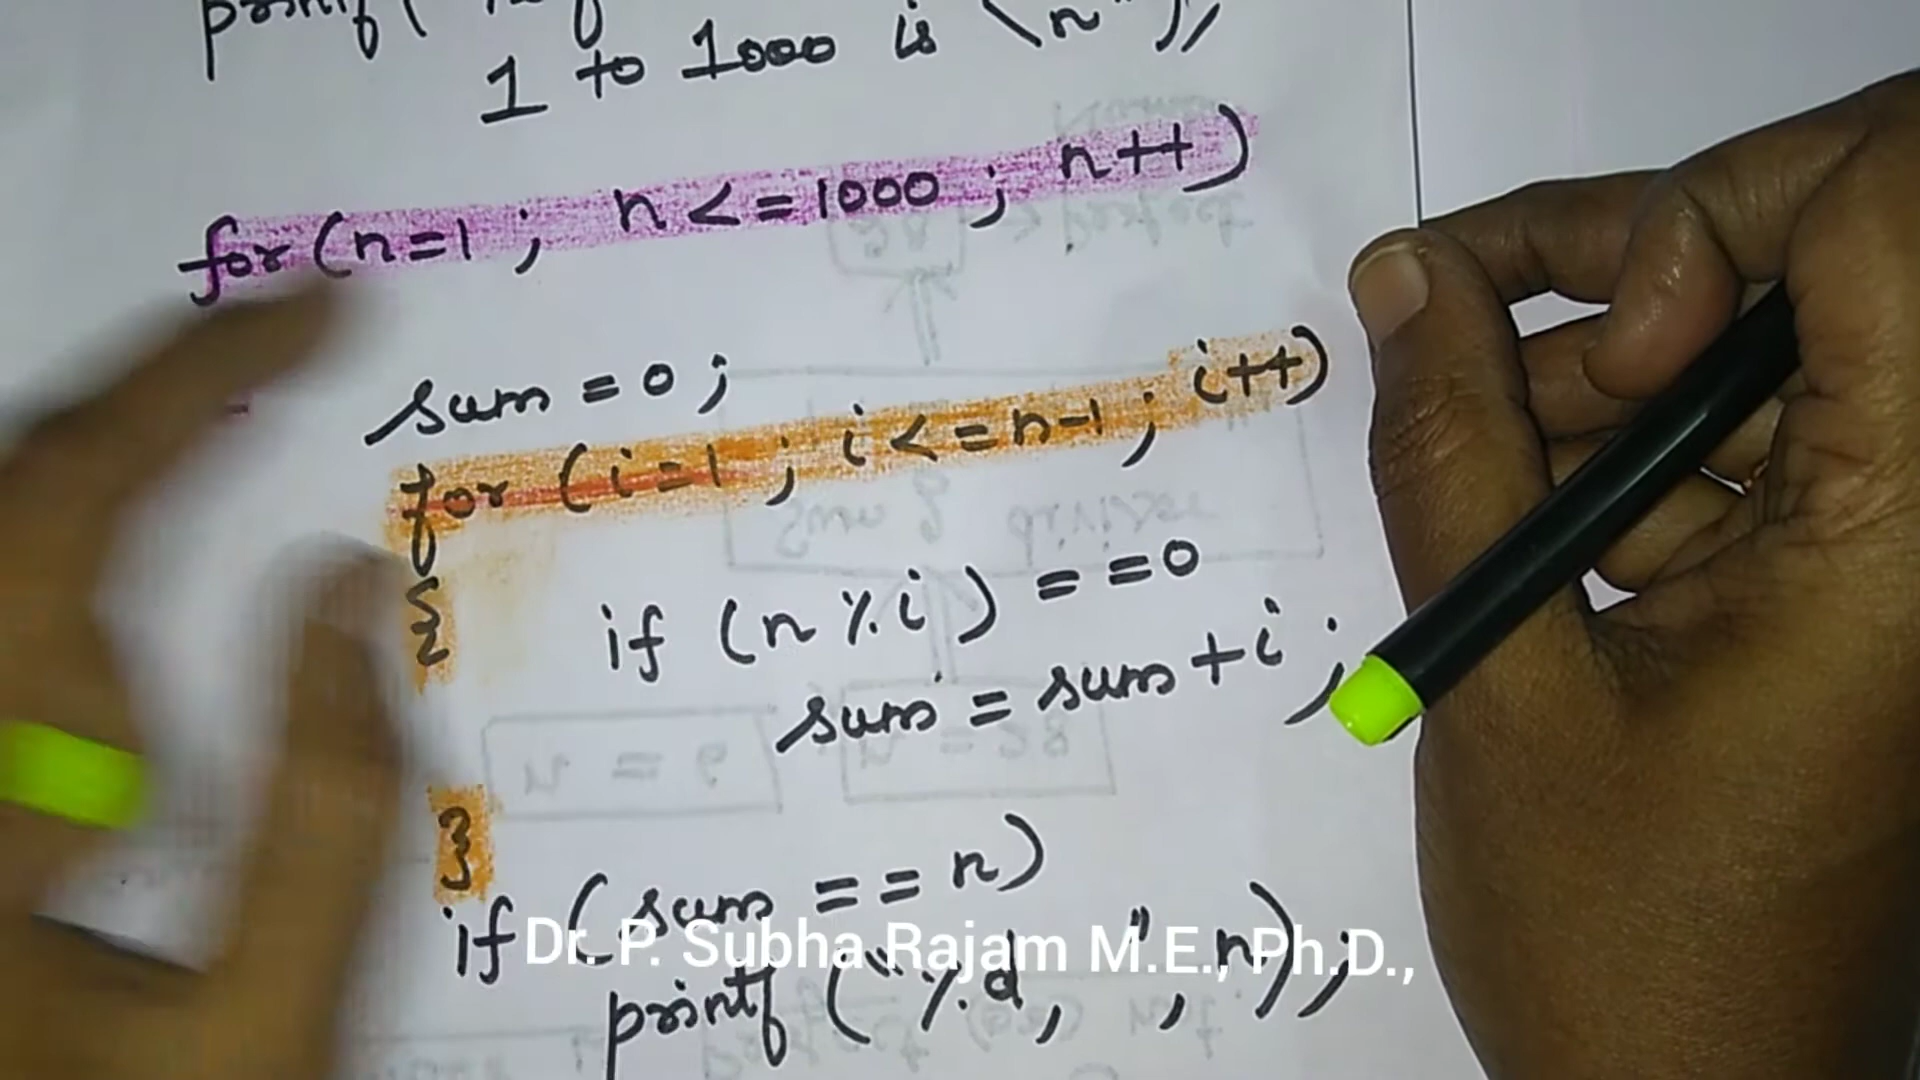 printf(
1 to 1000 is \n");
for (n=1 ; n <=1000 ; n++)
sum = 0 ;
for (i=1 ; i <=n-1 ; i++)
{
if (n % i) = =0
sum = sum + i ;
}
if ( sum = = n)
Dr. P. Subha Rajam M.E., Ph.D.,
printf ("%d, ", n) ;